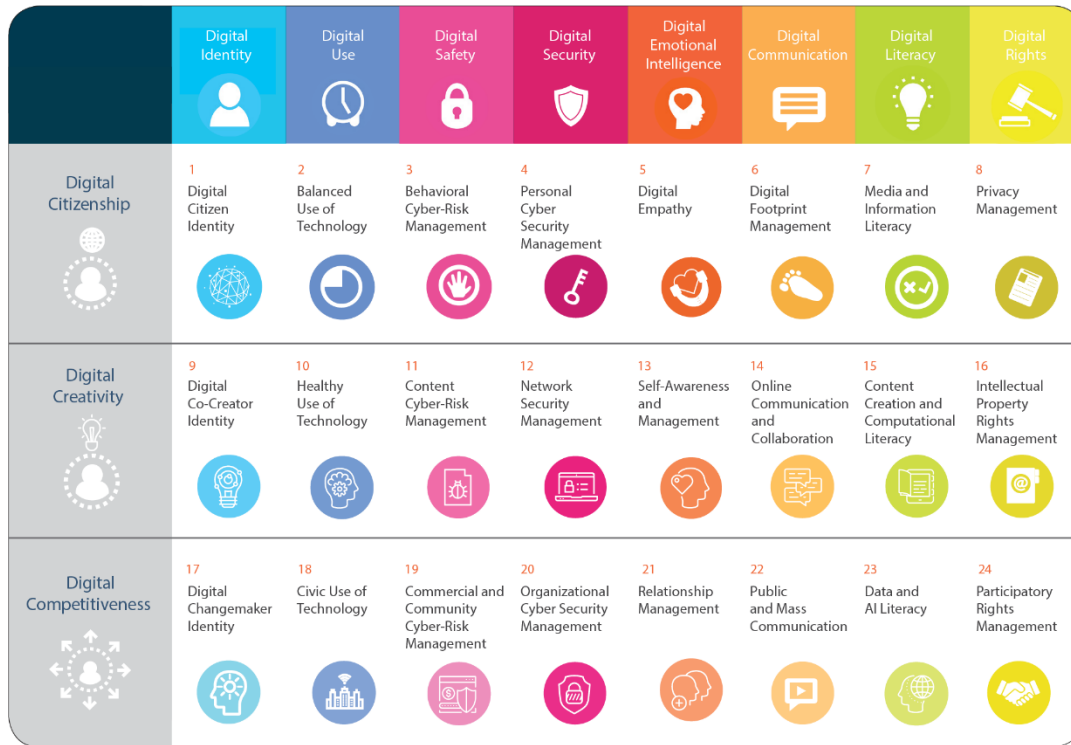 Digital
Identity
Digital
Use
Digital
Safety
Digital
Security
Digital
Emotional
Intelligence
Digital
Communication
Digital
Literacy
Digital
Rights
Digital
Citizenship
1
Digital
Citizen
Identity
2
Balanced
Use of
Technology
3
Behavioral
Cyber-Risk
Management
4
Personal
Cyber
Security
Management
5
Digital
Empathy
6
Digital
Footprint
Management
7
Media and
Information
Literacy
8
Privacy
Management
Digital
Creativity
9
Digital
Co-Creator
Identity
10
Healthy
Use of
Technology
11
Content
Cyber-Risk
Management
12
Network
Security
Management
13
Self-Awareness
and
Management
14
Online
Communication
and
Collaboration
15
Content
Creation and
Computational
Literacy
16
Intellectual
Property
Rights
Management
@
Digital
Competitiveness
17
Digital
Changemaker
Identity
18
Civic Use of
Technology
19
Commercial and
Community
Cyber-Risk
Management
$
20
Organizational
Cyber Security
Management
21
Relationship
Management
22
Public
and Mass
Communication
23
Data and
AI Literacy
24
Participatory
Rights
Management